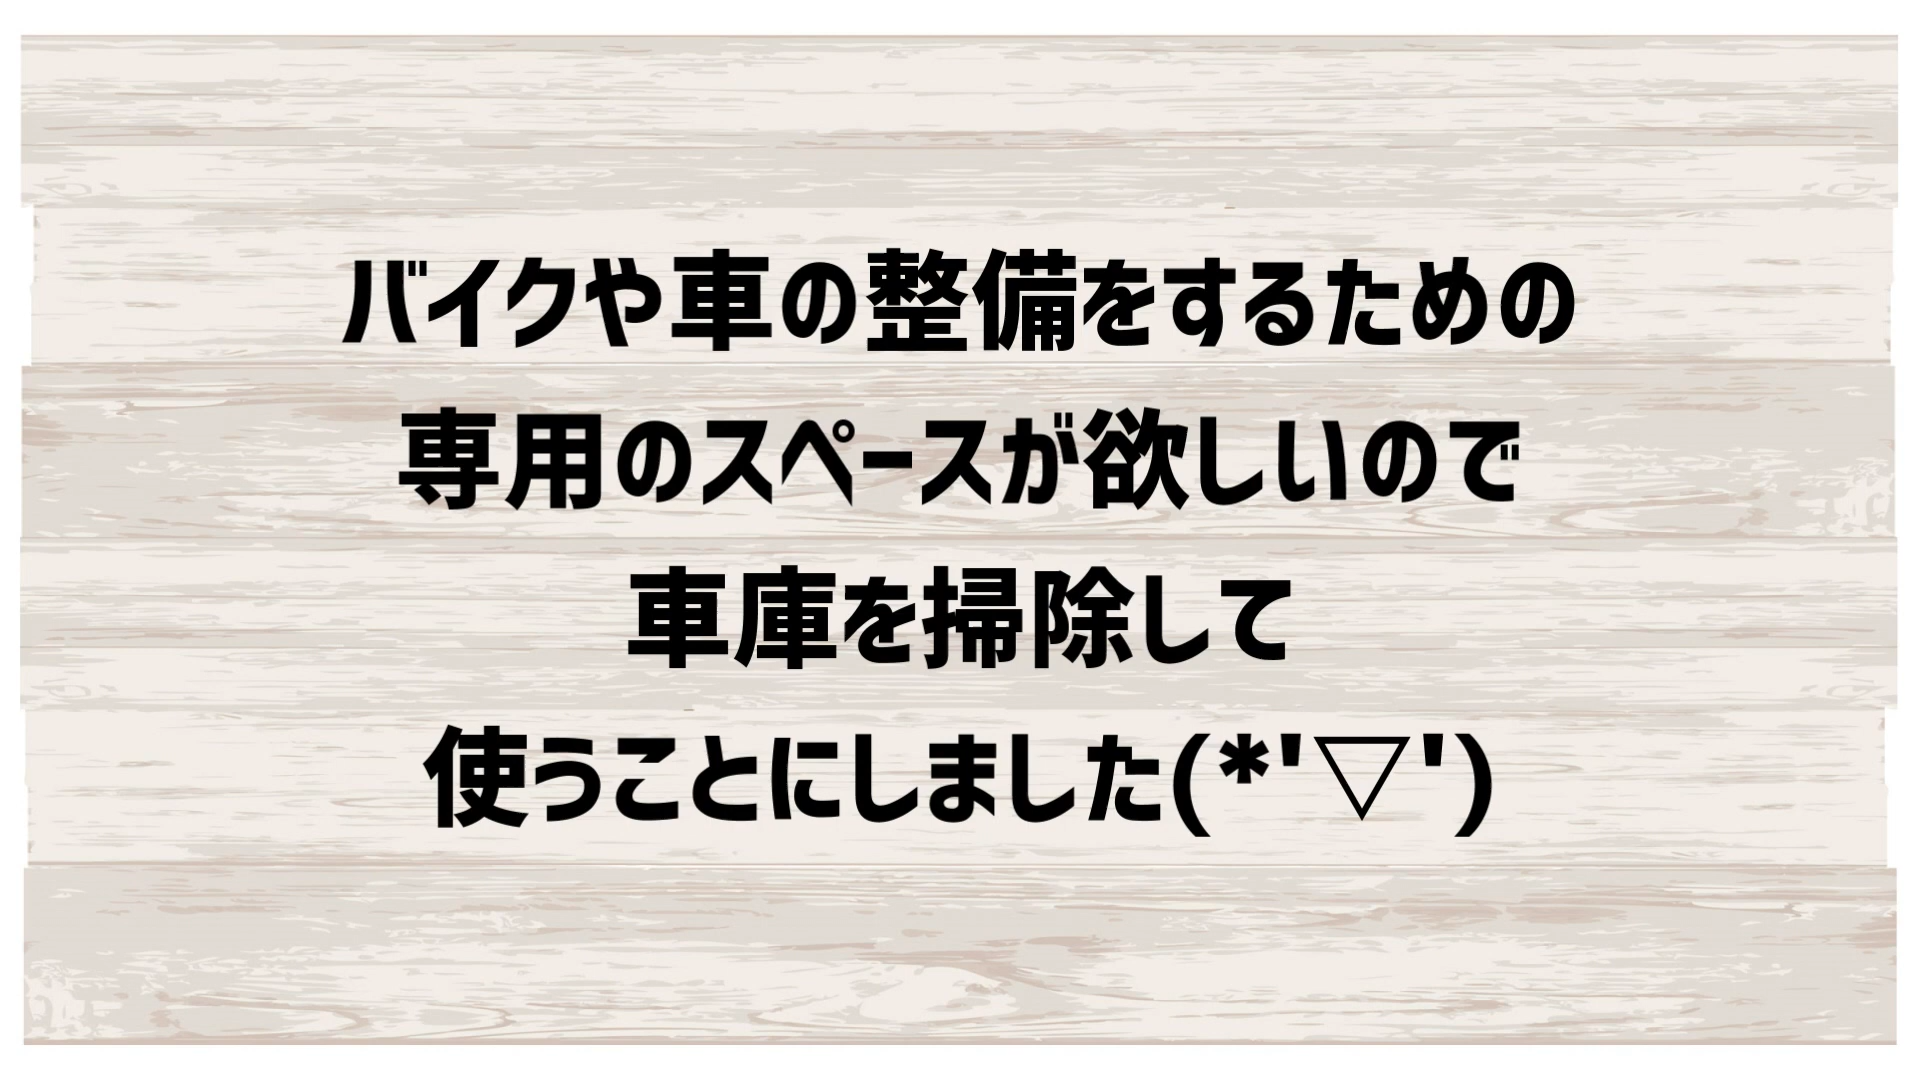 バイクや車の整備をするための
専用のスペースが欲しいので
車庫を掃除して
使うことにしました(*'▽')